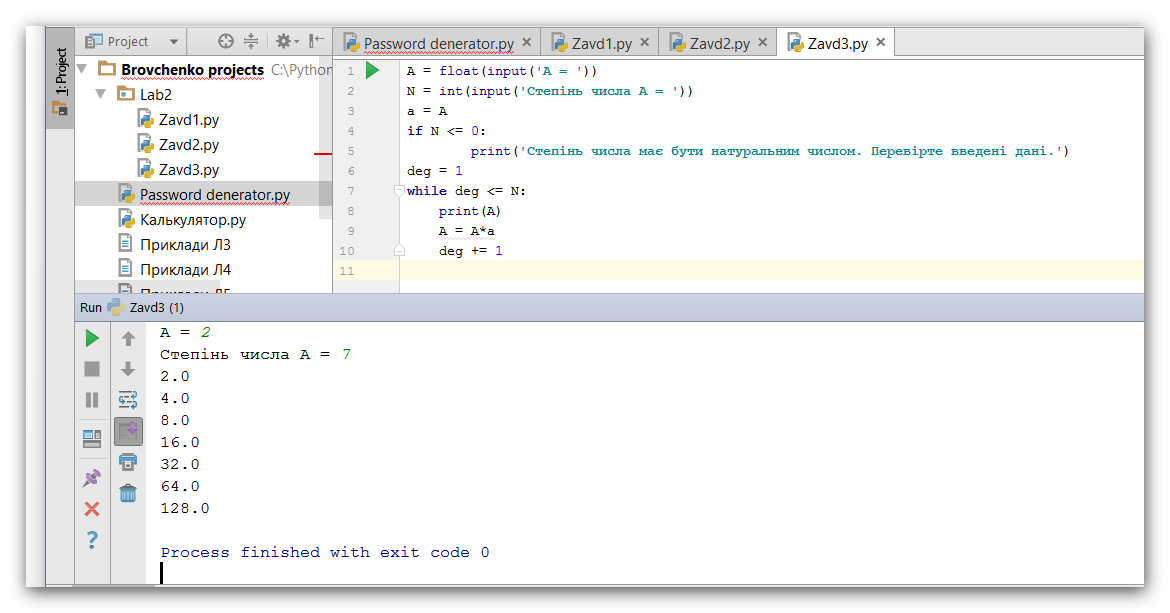 1: Project
Project
Brovchenko projects C:\Python
Lab2
Zavd1.py
Zavd2.py
Zavd3.py
Password denerator.py
Калькулятор.py
Приклади Л3
Приклади Л4
Приклади Л5
Password denerator.py Zavd1.py Zavd2.py Zavd3.py
1 A = float(input('A = '))
2 N = int(input('Степінь числа A = '))
3 a = A
4 if N <= 0:
5 print('Степінь числа має бути натуральним числом. Перевірте введені дані.')
6 deg = 1
7 while deg <= N:
8 print(A)
9 A = A*a
10 deg += 1
11
Run Zavd3 (1)
A = 2
Степінь числа A = 7
2.0
4.0
8.0
16.0
32.0
64.0
128.0
Process finished with exit code 0